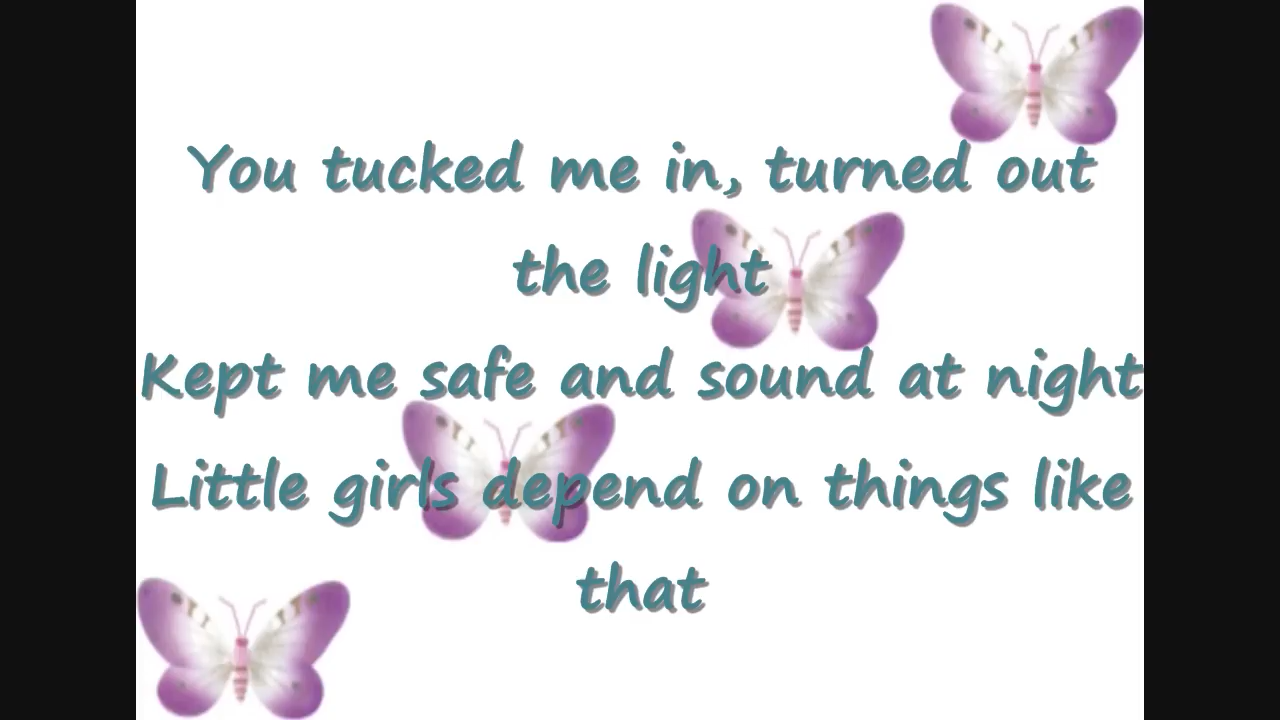 You tucked me in, turned out
the light
Kept me safe and sound at night
Little girls depend on things like
that